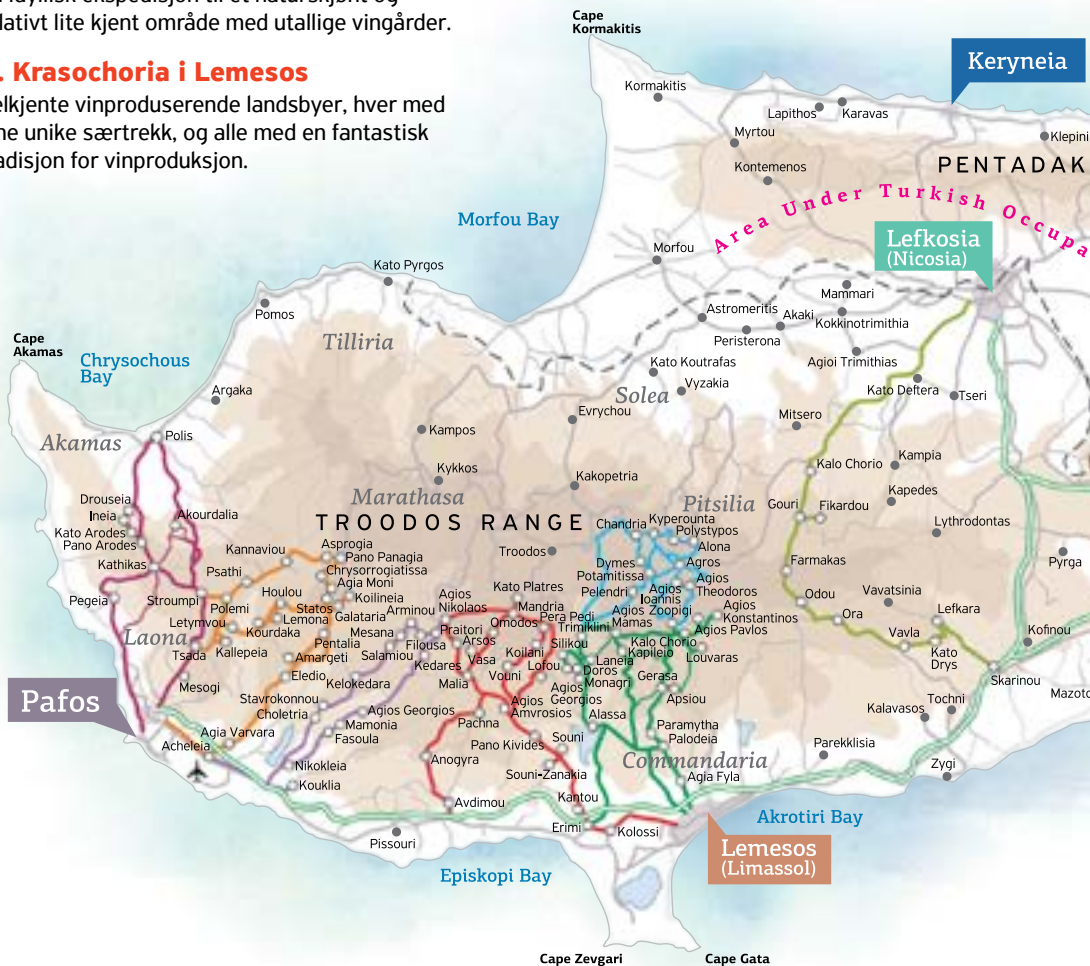 idyllisk ekspedisjon til et naturskjønt og
lativt lite kjent område med utallige vingårder.
. Krasochoria i Lemesos
elkjente vinproduserende landsbyer, hver med
ne unike særtrekk, og alle med en fantastisk
adisjon for vinproduksjon.
Cape
Kormakitis
Keryneia
Kormakitis
Lapithos
Karavas
Myrtou
Klepini
Kontemenos
PENTADAK
Area Under Turkish Occupa
Morfou Bay
Lefkosia
(Nicosia)
Morfou
Kato Pyrgos
Mammari
Pomos
Astromeritis
Akaki
Kokkinotrimithia
Tilliria
Peristerona
Cape
Akamas
Chrysochous
Bay
Agioi Trimithias
Kato Koutrafas
Vyzakia
Argaka
Solea
Kato Deftera
Tseri
Evrychou
Mitsero
Akamas
Polis
Kampos
Kampia
Kalo Chorio
Kykkos
Kakopetria
Kapedes
Marathasa
Pitsilia
Drouseia
Ineia
Akourdalia
Gouri
Fikardou
TROODOS RANGE
Chandria
Kyperounta
Polystypos
Lythrodontas
Kato Arodes
Pano Arodes
Asprogia
Kannaviou
Pano Panagia
Troodos
Alona
Pyrga
Kathikas
Chrysorrogiatissa
Dymes
Agros
Farmakas
Psathi
Agia Moni
Potamitissa
Agios
Theodoros
Pegeia
Stroumpi
Houlou
Koilineia
Kato Platres
Pelendri
Agios
Ioannis
Vavatsinia
Polemi
Statos
Galataria
Arminou
Agios
Nikolaos
Mandria
Agios
Zoopigi
Agios
Konstantinos
Odou
Ora
Lefkara
Letymvou
Lemona
Omodos
Pera Pedi
Agios
Mamas
Laona
Kourdaka
Mesana
Praitori
Trimiklini
Agios Pavlos
Vavla
Kofinou
Tsada
Kallepeia
Pentalia
Filousa
Arsos
Koilani
Silikou
Kalo Chorio
Kapileio
Amargeti
Salamiou
Kedares
Vasa
Lofou
Laneia
Louvaras
Kato
Drys
Mesogi
Eledio
Kelokedara
Malia
Vouni
Doros
Monagri
Gerasa
Skarinou
Pafos
Stavrokonnou
Choletria
Agios Georgios
Agios
Amvrosios
Agios
Georgios
Apsiou
Tochni
Mazoto
Mamonia
Pachna
Alassa
Kalavasos
Agia Varvara
Fasoula
Paramytha
Palodeia
Acheleia
Pano Kivides
Souni
Parekklisia
Nikokleia
Anogyra
Commandaria
Zygi
Kouklia
Souni-Zanakia
Agia Fyla
Avdimou
Kantou
Akrotiri Bay
Pissouri
Erimi
Kolossi
Lemesos
(Limassol)
Episkopi Bay
Cape Zevgari
Cape Gata